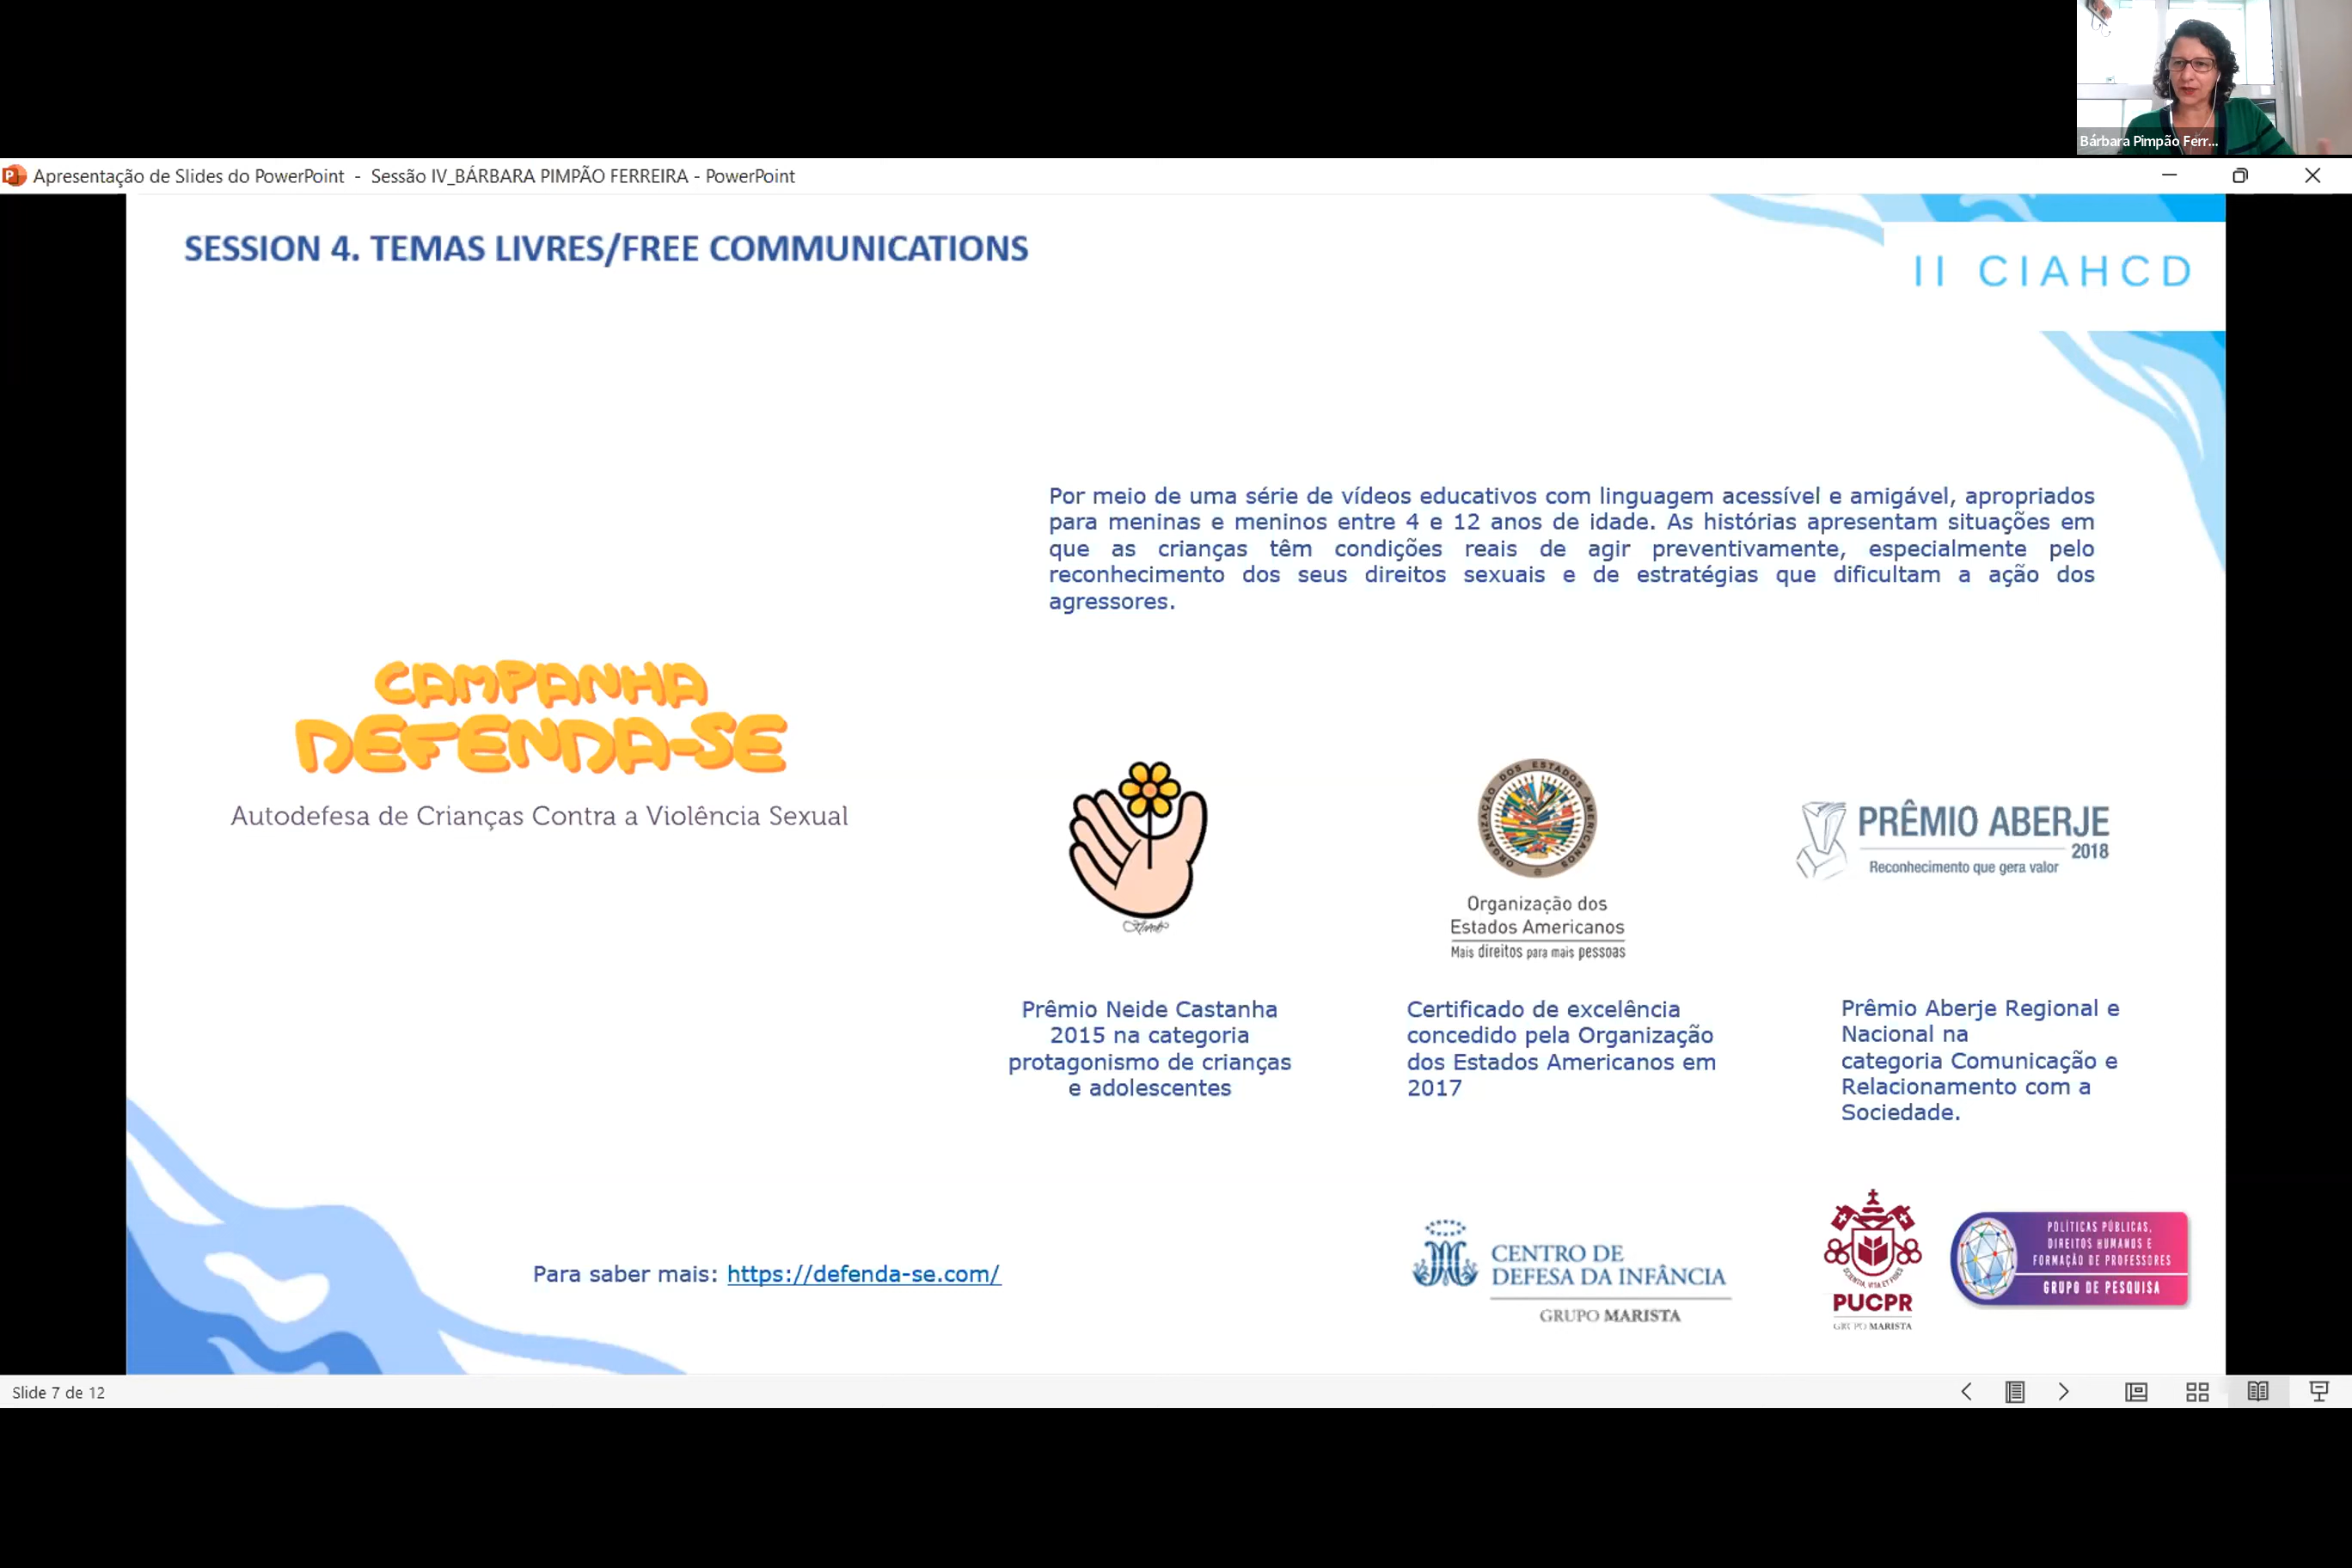 Bárbara Pimpão Ferr...
Apresentação de Slides do PowerPoint - Sessão IV_BÁRBARA PIMPÃO FERREIRA - PowerPoint
SESSION 4. TEMAS LIVRES/FREE COMMUNICATIONS
II CIAHCD
Por meio de uma série de vídeos educativos com linguagem acessível e amigável, apropriados
para meninas e meninos entre 4 e 12 anos de idade. As histórias apresentam situações em
que as crianças têm condições reais de agir preventivamente, especialmente pelo
reconhecimento dos seus direitos sexuais e de estratégias que dificultam a ação dos
agressores.
CAMPANHA
DEFENDA-SE
Autodefesa de Crianças Contra a Violência Sexual
ORGANIZAÇÃO DOS ESTADOS AMERICANOS
Organização dos
Estados Americanos
Mais direitos para mais pessoas
PRÊMIO ABERJE
2018
Reconhecimento que gera valor
Prêmio Neide Castanha
2015 na categoria
protagonismo de crianças
e adolescentes
Certificado de excelência
concedido pela Organização
dos Estados Americanos em
2017
Prêmio Aberje Regional e
Nacional na
categoria Comunicação e
Relacionamento com a
Sociedade.
Para saber mais: https://defenda-se.com/
CENTRO DE
DEFESA DA INFÂNCIA
GRUPO MARISTA
SCIENTIA, VITA ET FIDES
PUCPR
GRUPO MARISTA
POLÍTICAS PÚBLICAS,
DIREITOS HUMANOS E
FORMAÇÃO DE PROFESSORES
GRUPO DE PESQUISA
Slide 7 de 12